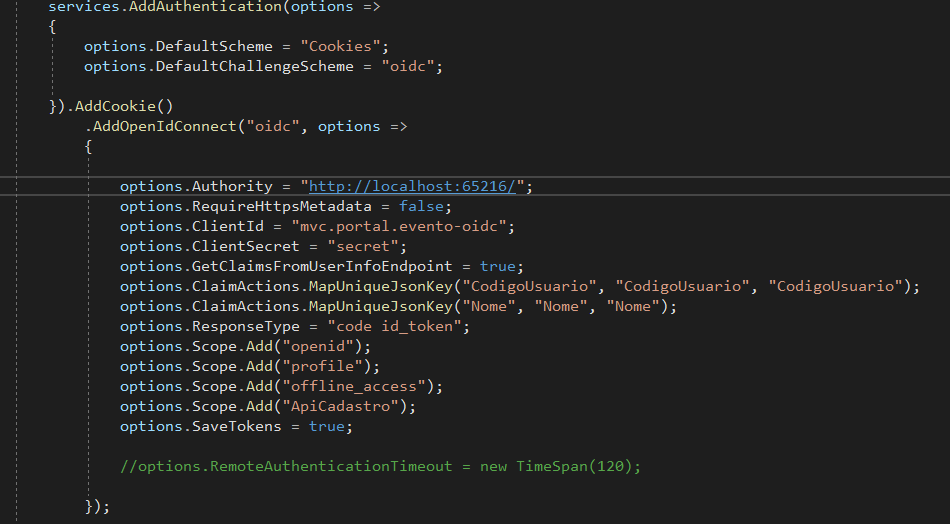 services.AddAuthentication(options =>
{
options.DefaultScheme = "Cookies";
options.DefaultChallengeScheme = "oidc";
}).AddCookie()
.AddOpenIdConnect("oidc", options =>
{
options.Authority = "http://localhost:65216/";
options.RequireHttpsMetadata = false;
options.ClientId = "mvc.portal.evento-oidc";
options.ClientSecret = "secret";
options.GetClaimsFromUserInfoEndpoint = true;
options.ClaimActions.MapUniqueJsonKey("CodigoUsuario", "CodigoUsuario", "CodigoUsuario");
options.ClaimActions.MapUniqueJsonKey("Nome", "Nome", "Nome");
options.ResponseType = "code id_token";
options.Scope.Add("openid");
options.Scope.Add("profile");
options.Scope.Add("offline_access");
options.Scope.Add("ApiCadastro");
options.SaveTokens = true;
//options.RemoteAuthenticationTimeout = new TimeSpan(120);
});